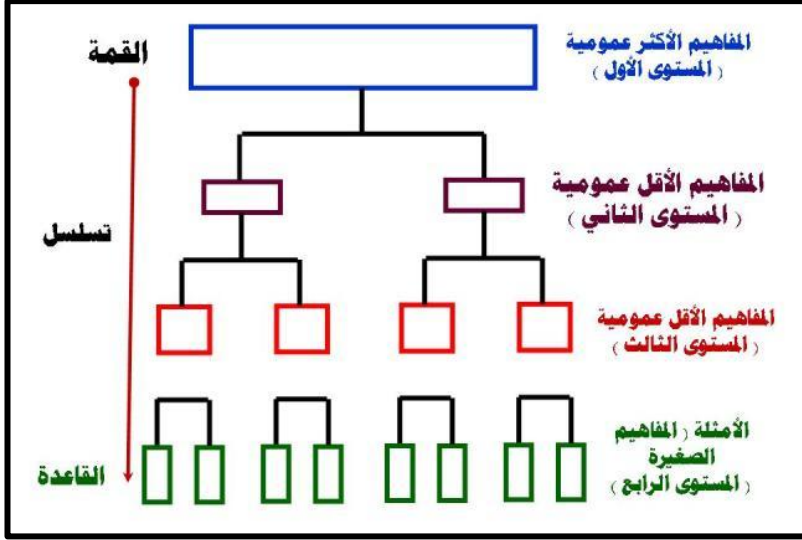 القمة
المفاهيم الأكثر عمومية
( المستوى الأول )
المفاهيم الأقل عمومية
( المستوى الثاني )
تسلسل
المفاهيم الأقل عمومية
( المستوى الثالث )
الأمثلة ( المفاهيم
الصغيرة
( المستوى الرابع )
القاعدة